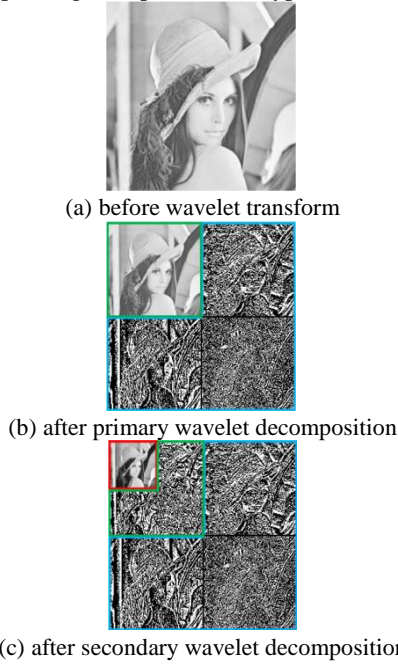 (a) before wavelet transform
(b) after primary wavelet decomposition
(c) after secondary wavelet decomposition